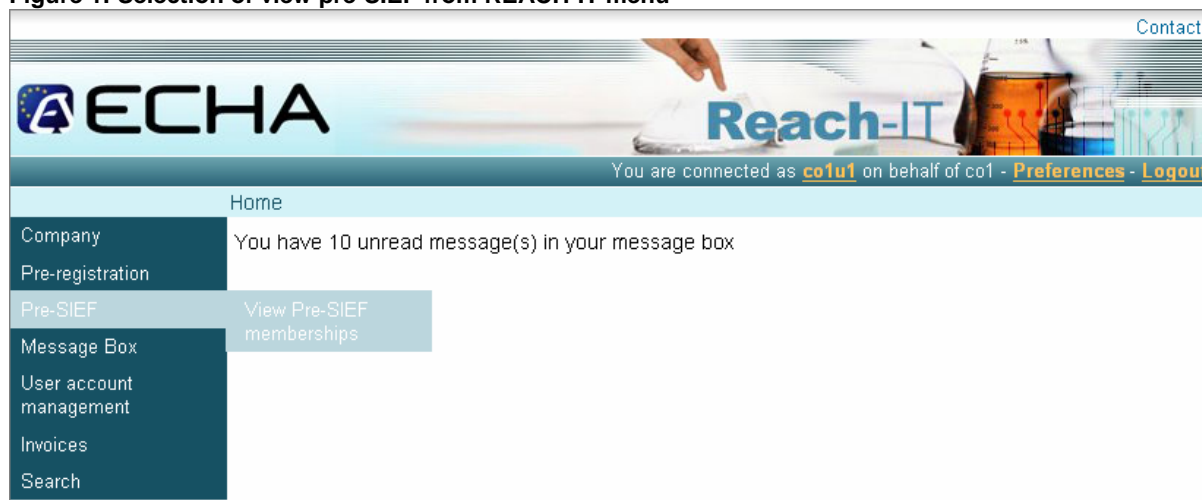 Figure 1: Selection of view pre-SIEF from REACH-IT menu
Contact
ECHA
Reach-IT
You are connected as co1u1 on behalf of co1 - Preferences - Logout
Home
Company
You have 10 unread message(s) in your message box
Pre-registration
Pre-SIEF
View Pre-SIEF
memberships
Message Box
User account
management
Invoices
Search